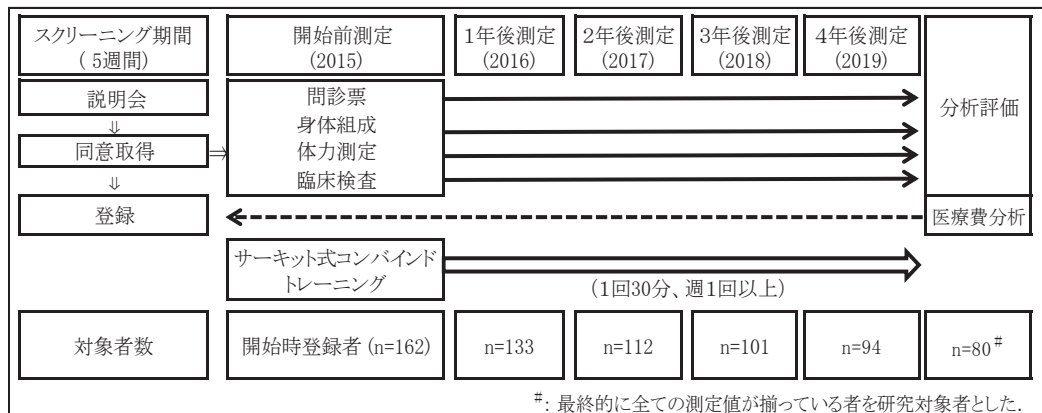 スクリーニング期間
( 5週間)
開始前測定
(2015)
1年後測定
(2016)
2年後測定
(2017)
3年後測定
(2018)
4年後測定
(2019)
説明会
⇓
同意取得
⇒
⇓
登録
問診票
身体組成
体力測定
臨床検査
分析評価
医療費分析
サーキット式コンバインド
トレーニング
(1回30分、週1回以上)
対象者数
開始時登録者 (n=162)
n=133
n=112
n=101
n=94
n=80#
#: 最終的に全ての測定値が揃っている者を研究対象者とした.